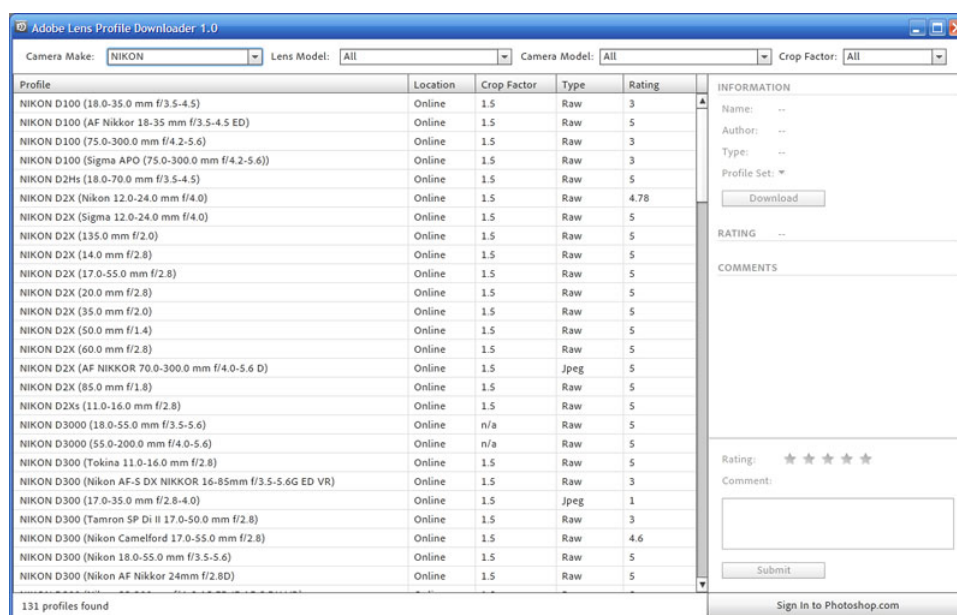 Adobe Lens Profile Downloader 1.0
Camera Make: NIKON Lens Model: All Camera Model: All Crop Factor: All
Profile Location Crop Factor Type Rating
NIKON D100 (18.0-35.0 mm f/3.5-4.5) Online 1.5 Raw 3
NIKON D100 (AF Nikkor 18-35 mm f/3.5-4.5 ED) Online 1.5 Raw 5
NIKON D100 (75.0-300.0 mm f/4.2-5.6) Online 1.5 Raw 3
NIKON D100 (Sigma APO (75.0-300.0 mm f/4.2-5.6)) Online 1.5 Raw 3
NIKON D2Hs (18.0-70.0 mm f/3.5-4.5) Online 1.5 Raw 5
NIKON D2X (Nikon 12.0-24.0 mm f/4.0) Online 1.5 Raw 4.78
NIKON D2X (Sigma 12.0-24.0 mm f/4.0) Online 1.5 Raw 5
NIKON D2X (135.0 mm f/2.0) Online 1.5 Raw 5
NIKON D2X (14.0 mm f/2.8) Online 1.5 Raw 5
NIKON D2X (17.0-55.0 mm f/2.8) Online 1.5 Raw 5
NIKON D2X (20.0 mm f/2.8) Online 1.5 Raw 5
NIKON D2X (35.0 mm f/2.0) Online 1.5 Raw 5
NIKON D2X (50.0 mm f/1.4) Online 1.5 Raw 5
NIKON D2X (60.0 mm f/2.8) Online 1.5 Raw 5
NIKON D2X (AF NIKKOR 70.0-300.0 mm f/4.0-5.6 D) Online 1.5 Jpeg 5
NIKON D2X (85.0 mm f/1.8) Online 1.5 Raw 5
NIKON D2Xs (11.0-16.0 mm f/2.8) Online 1.5 Raw 5
NIKON D3000 (18.0-55.0 mm f/3.5-5.6) Online n/a Raw 5
NIKON D3000 (55.0-200.0 mm f/4.0-5.6) Online n/a Raw 5
NIKON D300 (Tokina 11.0-16.0 mm f/2.8) Online 1.5 Raw 5
NIKON D300 (Nikon AF-S DX NIKKOR 16-85mm f/3.5-5.6G ED VR) Online 1.5 Raw 3
NIKON D300 (17.0-35.0 mm f/2.8-4.0) Online 1.5 Jpeg 1
NIKON D300 (Tamron SP Di II 17.0-50.0 mm f/2.8) Online 1.5 Raw 3
NIKON D300 (Nikon Camelford 17.0-55.0 mm f/2.8) Online 1.5 Raw 4.6
NIKON D300 (Nikon 18.0-55.0 mm f/3.5-5.6) Online 1.5 Raw 5
NIKON D300 (Nikon AF Nikkor 24mm f/2.8D) Online 1.5 Raw 5
131 profiles found
INFORMATION
Name: --
Author: --
Type: --
Profile Set:
Download
RATING --
COMMENTS
Rating:
Comment:
Submit
Sign In to Photoshop.com